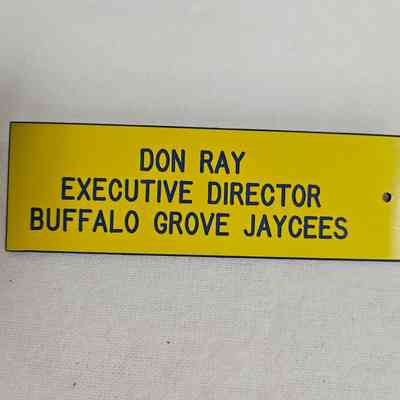 DON RAY
EXECUTIVE DIRECTOR
BUFFALO GROVE JAYCEES